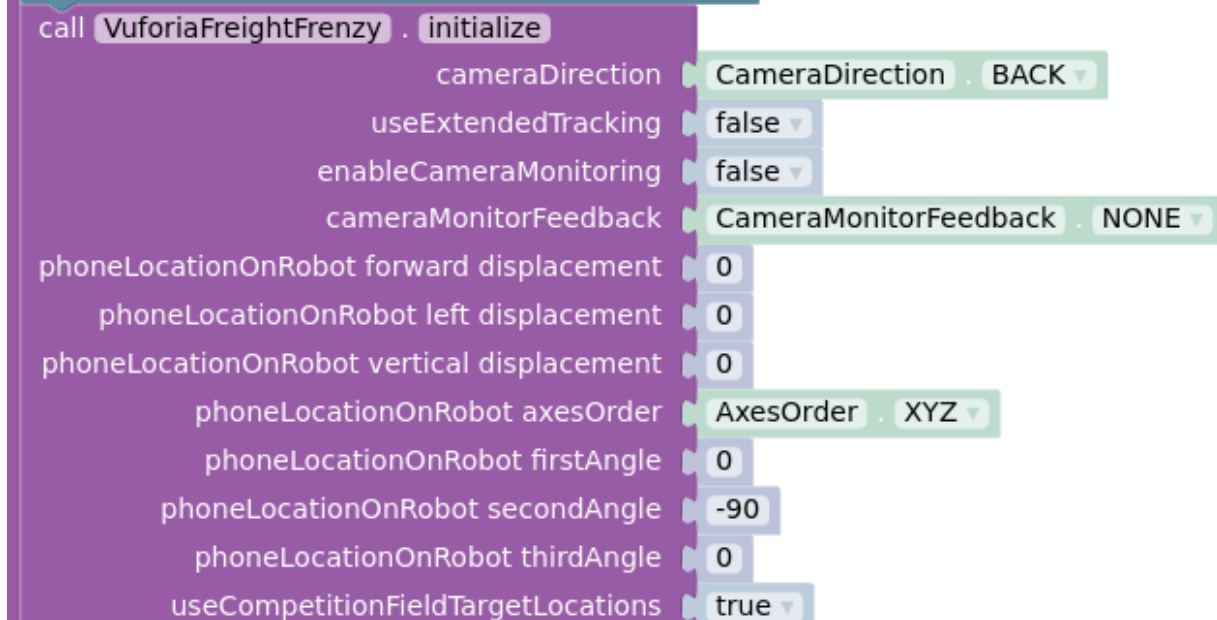 call VuforiaFreightFrenzy . initialize
cameraDirection CameraDirection . BACK
useExtendedTracking false
enableCameraMonitoring false
cameraMonitorFeedback CameraMonitorFeedback . NONE
phoneLocationOnRobot forward displacement 0
phoneLocationOnRobot left displacement 0
phoneLocationOnRobot vertical displacement 0
phoneLocationOnRobot axesOrder AxesOrder . XYZ
phoneLocationOnRobot firstAngle 0
phoneLocationOnRobot secondAngle -90
phoneLocationOnRobot thirdAngle 0
useCompetitionFieldTargetLocations true